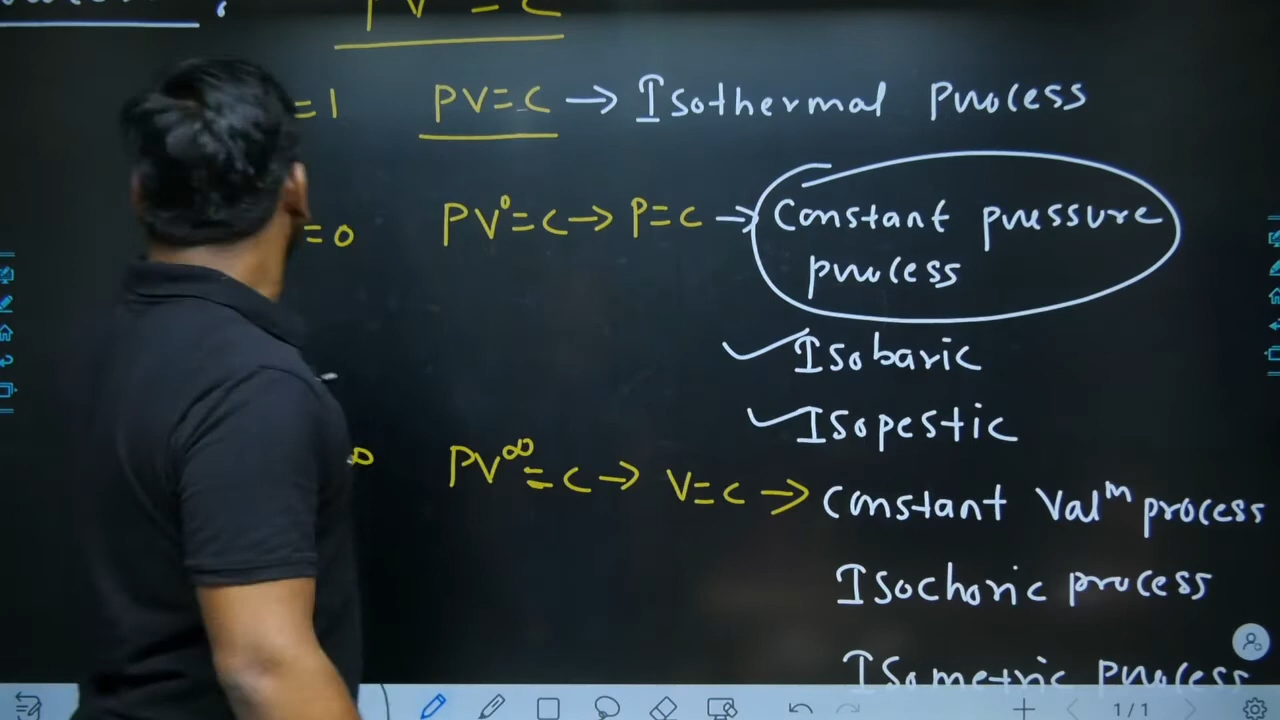 PV = C
=1 PV=C → Isothermal process
=0 PV⁰=C → P=C → Constant pressure
process
Isobaric
Isopestic
∞ PV^∞=C → V=C → Constant Val^m process
Isochoric process
Isometric process
1/1